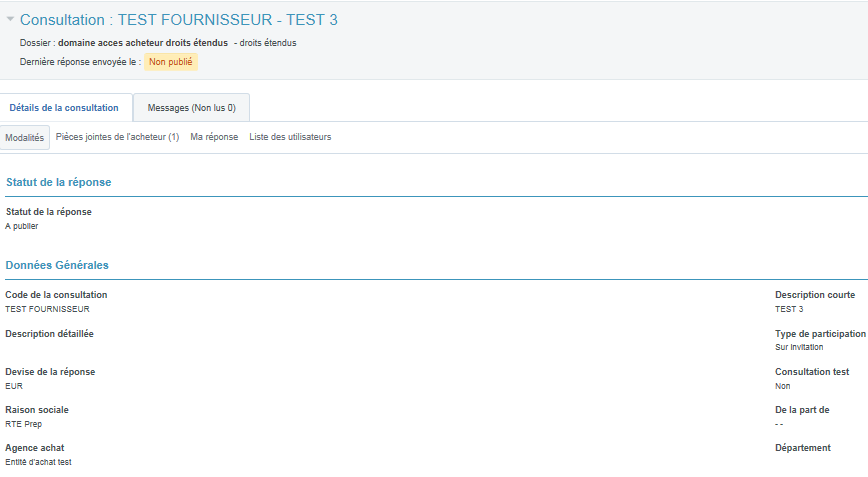 Consultation : TEST FOURNISSEUR - TEST 3
Dossier : domaine acces acheteur droits étendus - droits étendus
Dernière réponse envoyée le : Non publié
Détails de la consultation Messages (Non lus 0)
Modalités Pièces jointes de l'acheteur (1) Ma réponse Liste des utilisateurs
Statut de la réponse
Statut de la réponse
A publier
Données Générales
Code de la consultation Description courte
TEST FOURNISSEUR TEST 3
Description détaillée Type de participation
Sur invitation
Devise de la réponse Consultation test
EUR Non
Raison sociale De la part de
RTE Prep - -
Agence achat Département
Entité d'achat test